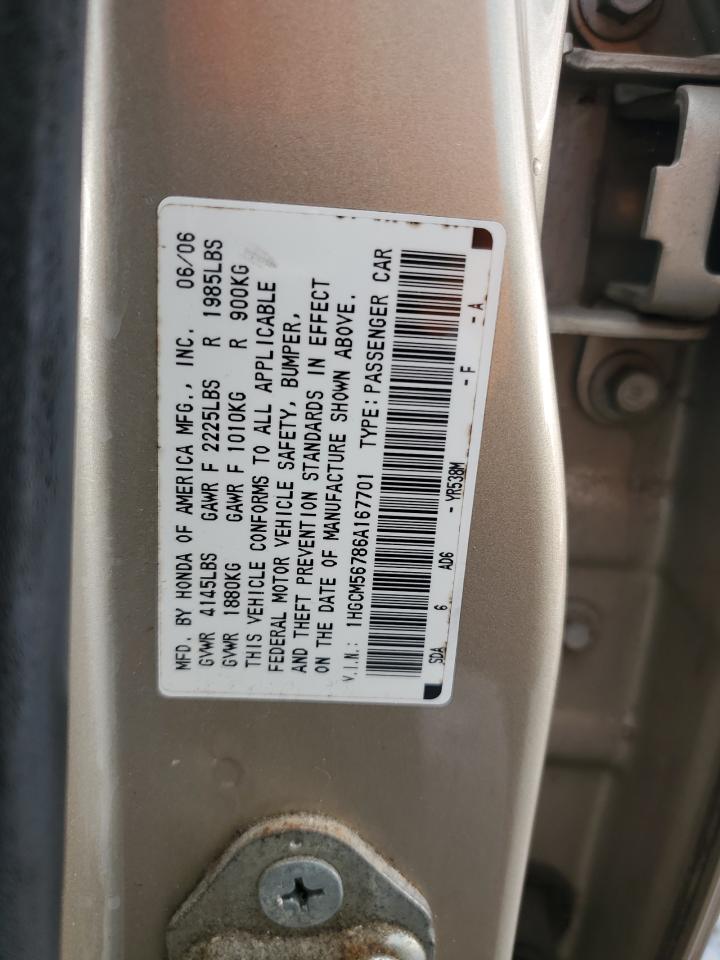 MFD. BY HONDA OF AMERICA MFG., INC. 06/06
GVWR 4145LBS GAWR F 2225LBS R 1985LBS
GVWR 1880KG GAWR F 1010KG R 900KG
THIS VEHICLE CONFORMS TO ALL APPLICABLE
FEDERAL MOTOR VEHICLE SAFETY, BUMPER,
AND THEFT PREVENTION STANDARDS IN EFFECT
ON THE DATE OF MANUFACTURE SHOWN ABOVE.
V.I.N.: 1HGCM56786A167701 TYPE: PASSENGER CAR
SDA 6 AD6 - YR538M - F - A